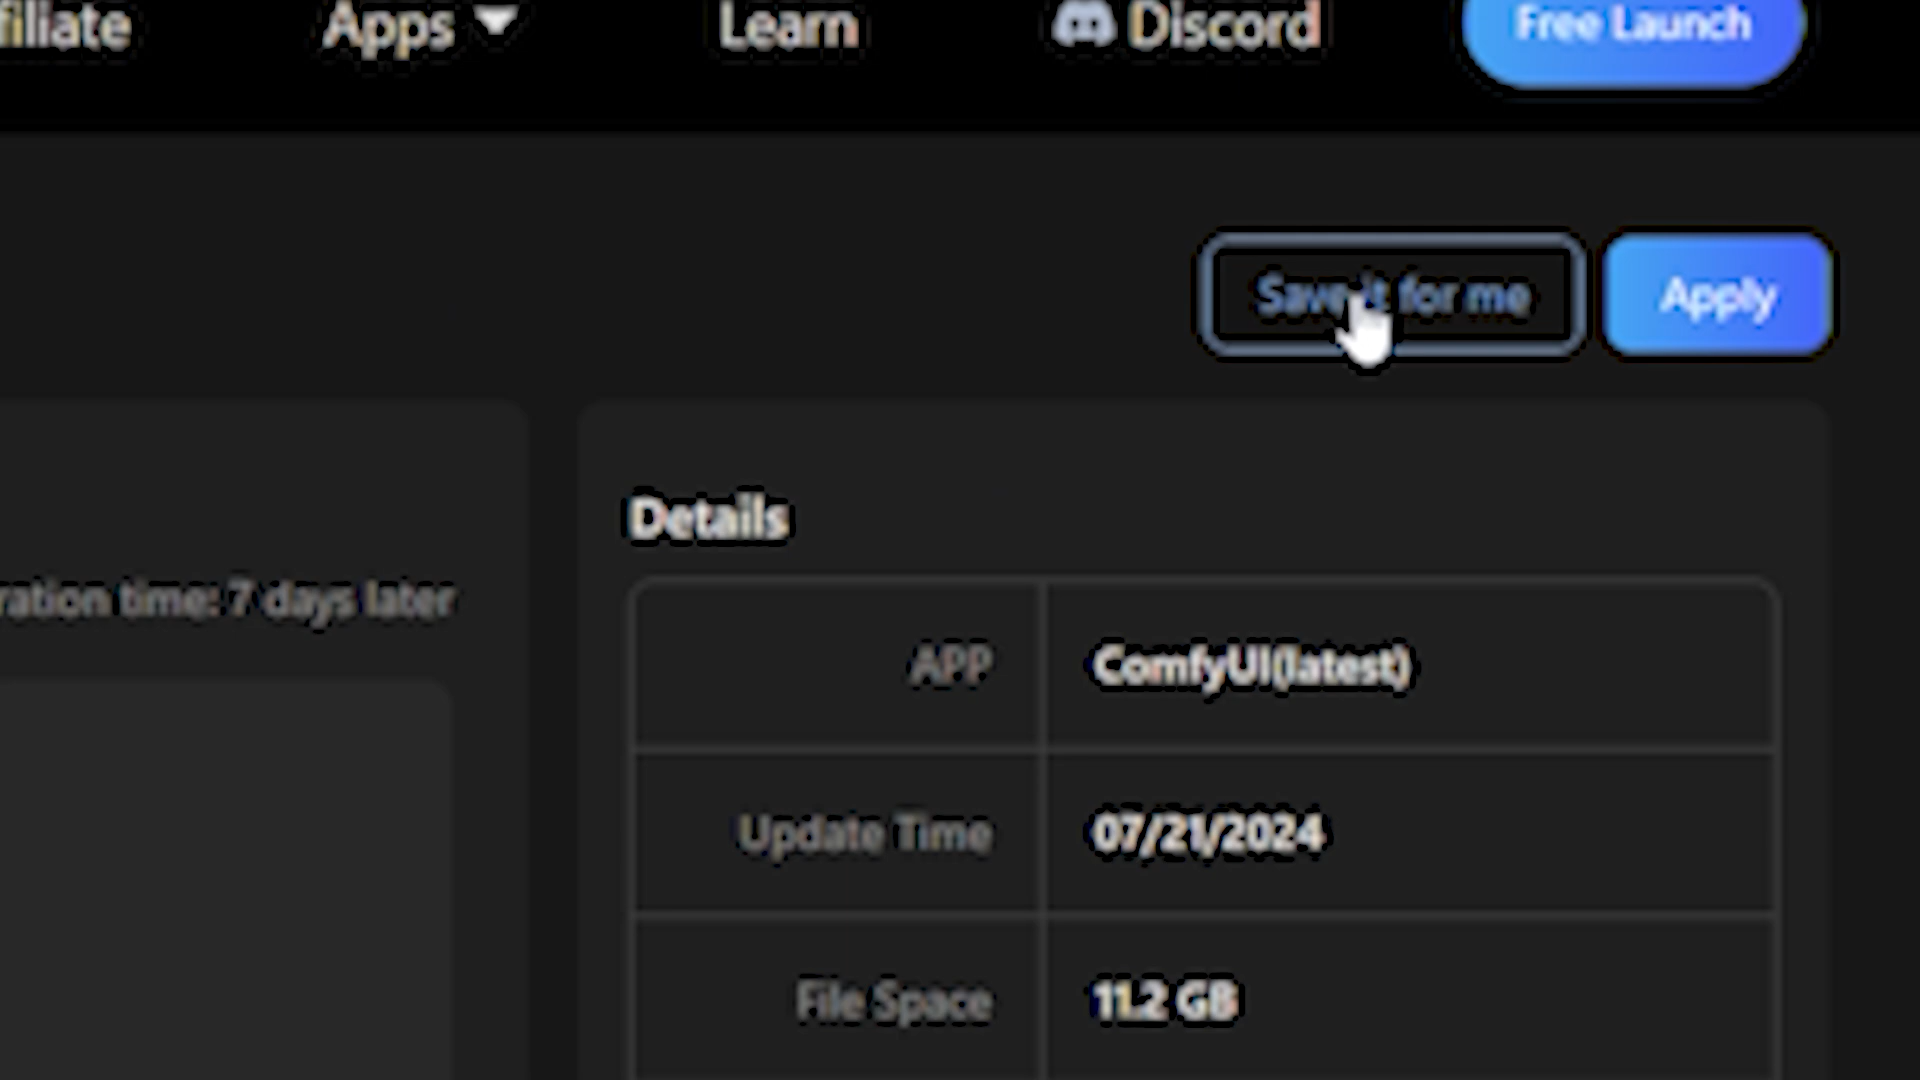 filiate Apps Learn Discord Free Launch
Save it for me Apply
Details
ration time: 7 days later
APP ComfyUI(latest)
Update Time 07/21/2024
File Space 11.2 GB